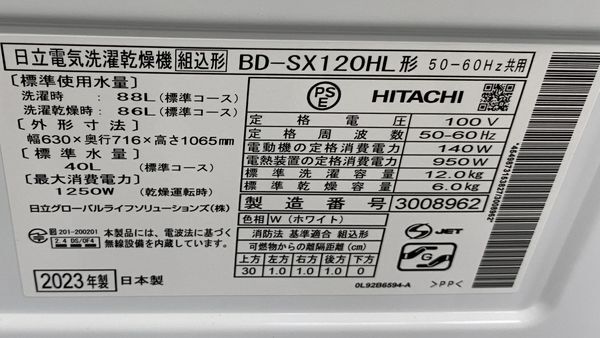 日立電気洗濯乾燥機 組込形 BD-SX120HL形 50-60Hz共用
[標準使用水量]
洗濯時:88L(標準コース)
洗乾時:86L(標準コース)
[外形寸法]
幅630×奥行716×高さ1065mm
[標準水量]
40L (標準コース)
[最大消費電力]
1250W (乾燥運転時)
日立グローバルライフソリューションズ(株)
201-200201
2.4 DS/OF4
本製品には、電波法に基づく
無線設備を内蔵しています。
2023年製 日本製
PSE HITACHI
定格電圧 100V
定格周波数 50-60Hz
電動機の定格消費電力 140W
電熱装置の定格消費電力 950W
標準洗濯容量 12.0kg
標準乾燥容量 6.0kg
製造番号 3008962
色相W(ホワイト)
消防法 基準適合 組込形
可燃物からの離隔距離(cm)
上方 左方 右方 後方 下方
30 1.0 1.0 1.0 0
JET
G
0L92B6594-A >PP<